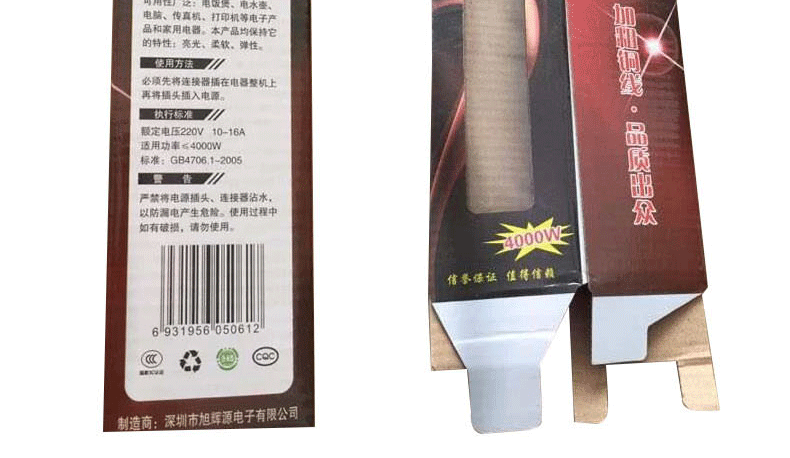 可用性广泛：电饭煲、电水壶、
电脑、传真机、打印机等电子产
品和家用电器。本产品均保持它
的特性：亮光、柔软、弹性。
使用方法
必须先将连接器插在电器整机上
再将插头插入电源。
执行标准
额定电压220V 10-16A
适用功率≤4000W
标准：GB4706.1-2005
警 告
严禁将电源插头、连接器沾水，
以防漏电产生危险。使用过程中
如有破损，请勿使用。
6 931956 050612
CQC
制造商：深圳市旭辉源电子有限公司
4000W
信誉保证 值得信赖
加粗铜线·品质出众